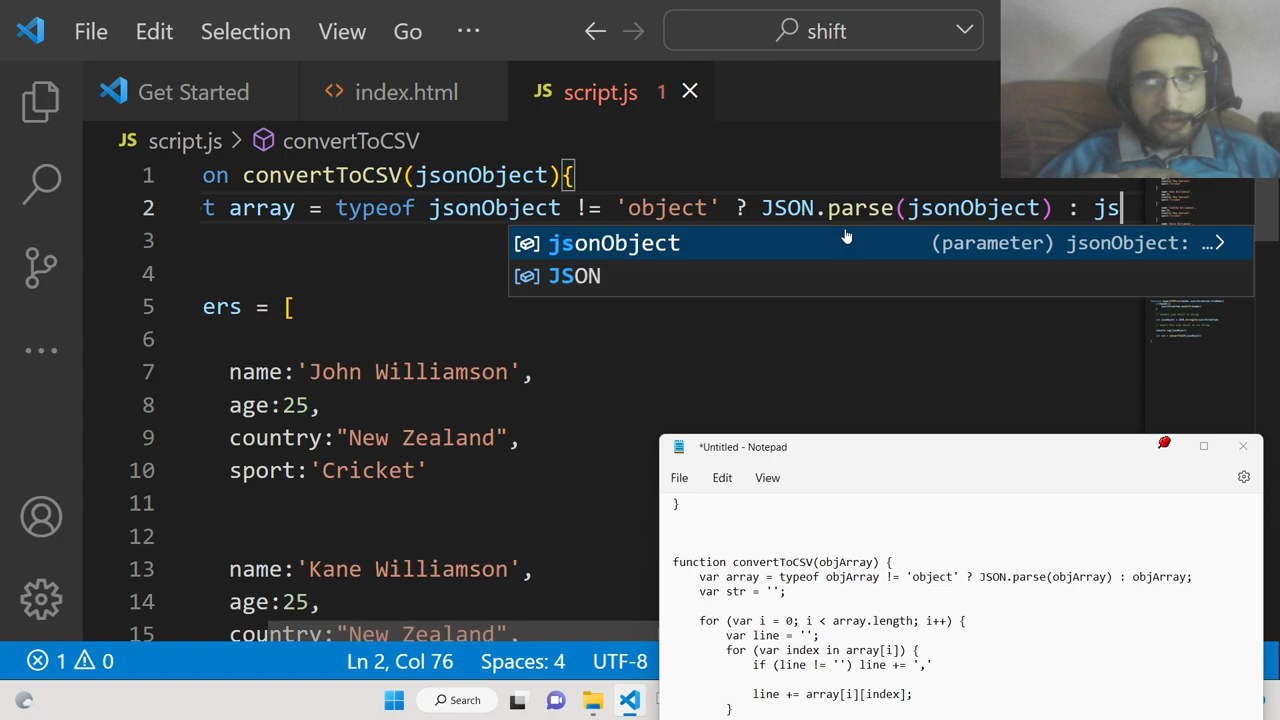 File Edit Selection View Go ··· shift
Get Started index.html JS script.js 1
JS script.js > convertToCSV
1 on convertToCSV(jsonObject){
2 t array = typeof jsonObject != 'object' ? JSON.parse(jsonObject) : js
jsonObject (parameter) jsonObject: …
JSON
3
4
5 ers = [
6
7 name:'John Williamson',
8 age:25,
9 country:"New Zealand",
10 sport:'Cricket'
11
12
13 name:'Kane Williamson',
14 age:25,
15 country:"New Zealand",
*Untitled - Notepad
File Edit View
}
function convertToCSV(objArray) {
var array = typeof objArray != 'object' ? JSON.parse(objArray) : objArray;
var str = '';
for (var i = 0; i < array.length; i++) {
var line = '';
for (var index in array[i]) {
if (line != '') line += ','
line += array[i][index];
}
1 0 Ln 2, Col 76 Spaces: 4 UTF-8
Search